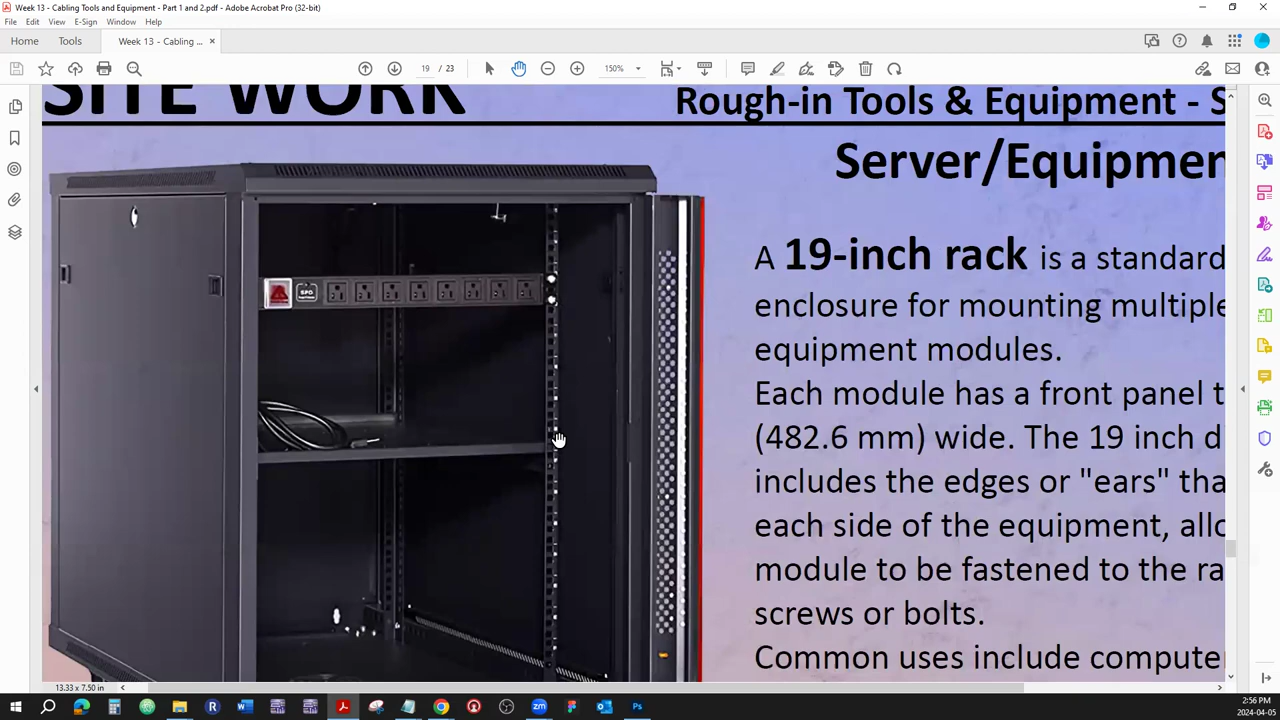 Week 13 - Cabling Tools and Equipment - Part 1 and 2.pdf - Adobe Acrobat Pro (32-bit)
File Edit View E-Sign Window Help
Home Tools Week 13 - Cabling ... ×
19 / 23 150%
SITE WORK
Rough-in Tools & Equipment - S
Server/Equipmen
A 19-inch rack is a standard
enclosure for mounting multiple
equipment modules.
Each module has a front panel t
(482.6 mm) wide. The 19 inch d
includes the edges or "ears" tha
each side of the equipment, allo
module to be fastened to the ra
screws or bolts.
Common uses include compute
SPD
13.33 x 7.50 in
2:56 PM
2024-04-05